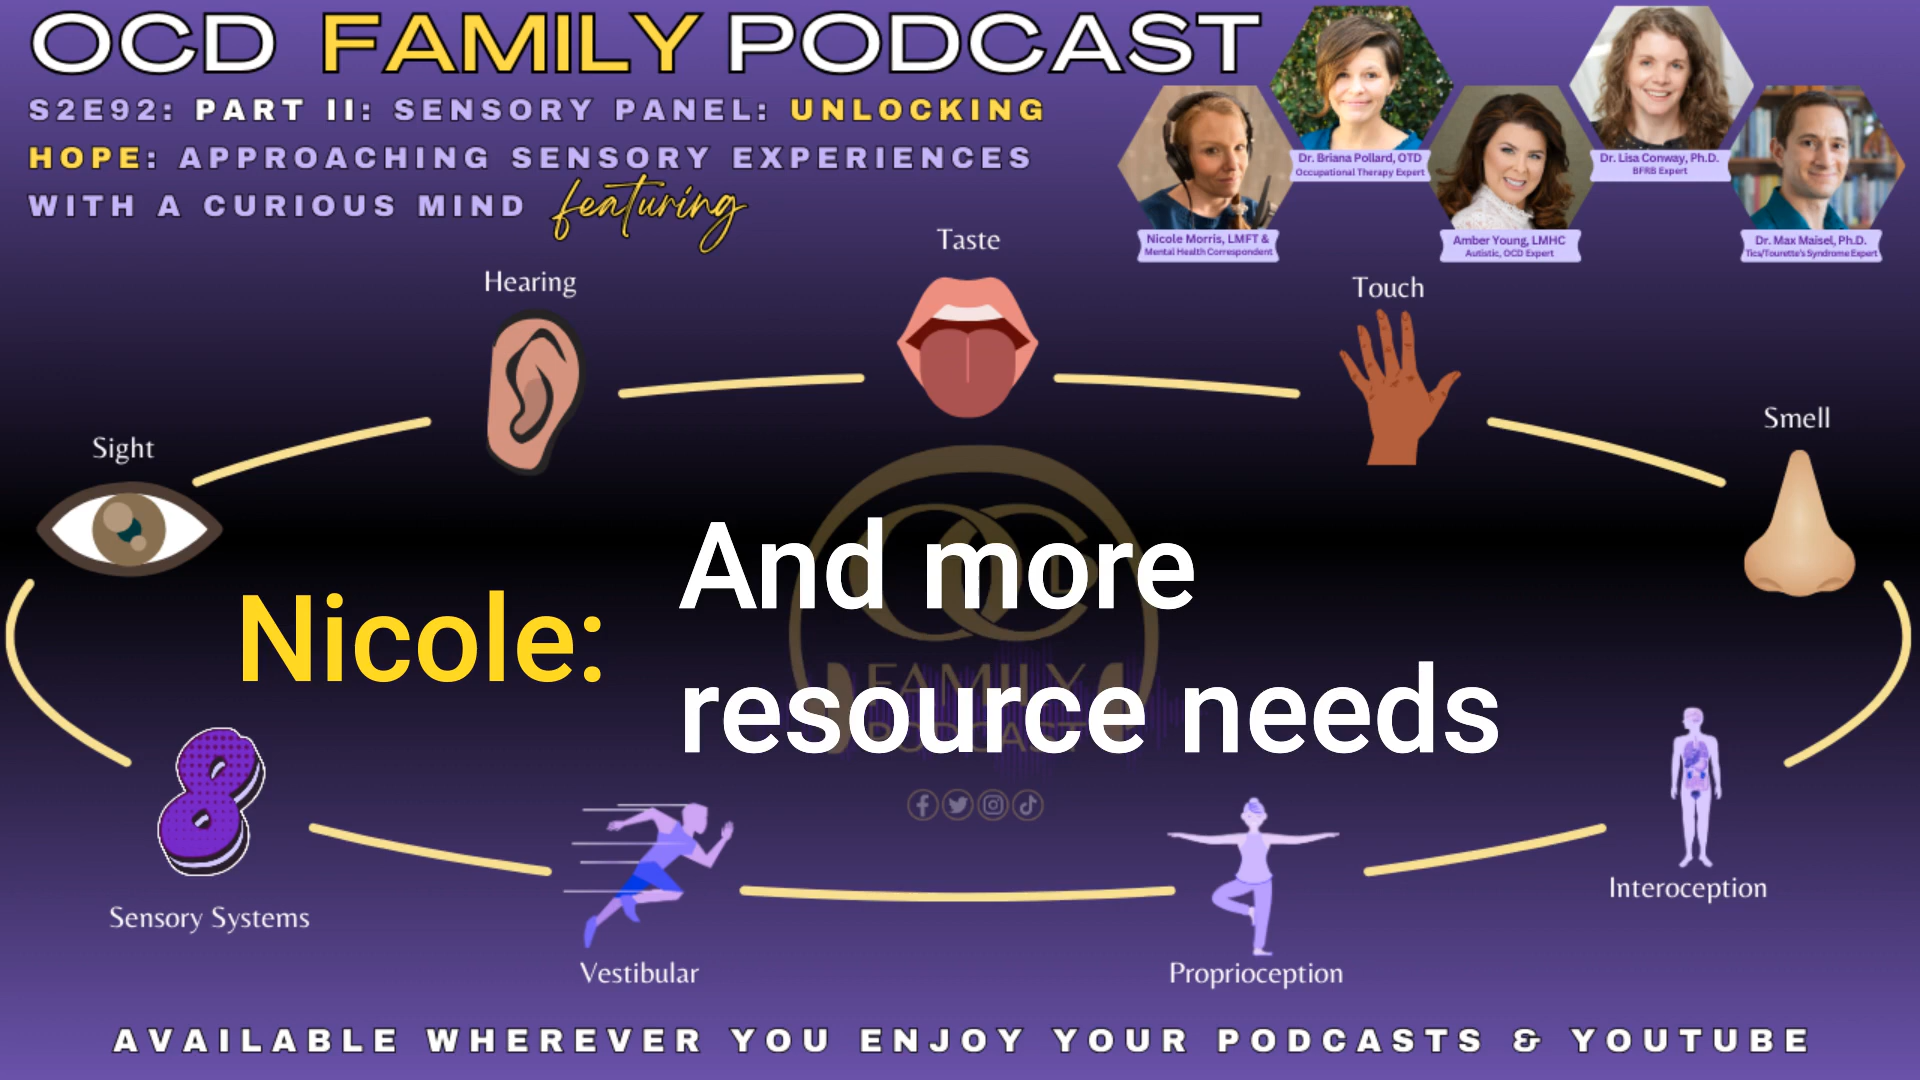 OCD FAMILY PODCAST
S2E92: PART II: SENSORY PANEL: UNLOCKING
HOPE: APPROACHING SENSORY EXPERIENCES
WITH A CURIOUS MIND featuring
Dr. Briana Pollard, OTD
Occupational Therapy Expert
Dr. Lisa Conway, Ph.D.
BFRB Expert
Nicole Morris, LMFT &
Mental Health Correspondent
Amber Young, LMHC
Autistic, OCD Expert
Dr. Max Maisel, Ph.D.
Tics/Tourette's Syndrome Expert
Taste
Hearing
Touch
Smell
Sight
Nicole:
And more
resource needs
FAMILY
PODCAST
8
Sensory Systems
Vestibular
Proprioception
Interoception
AVAILABLE WHEREVER YOU ENJOY YOUR PODCASTS & YOUTUBE